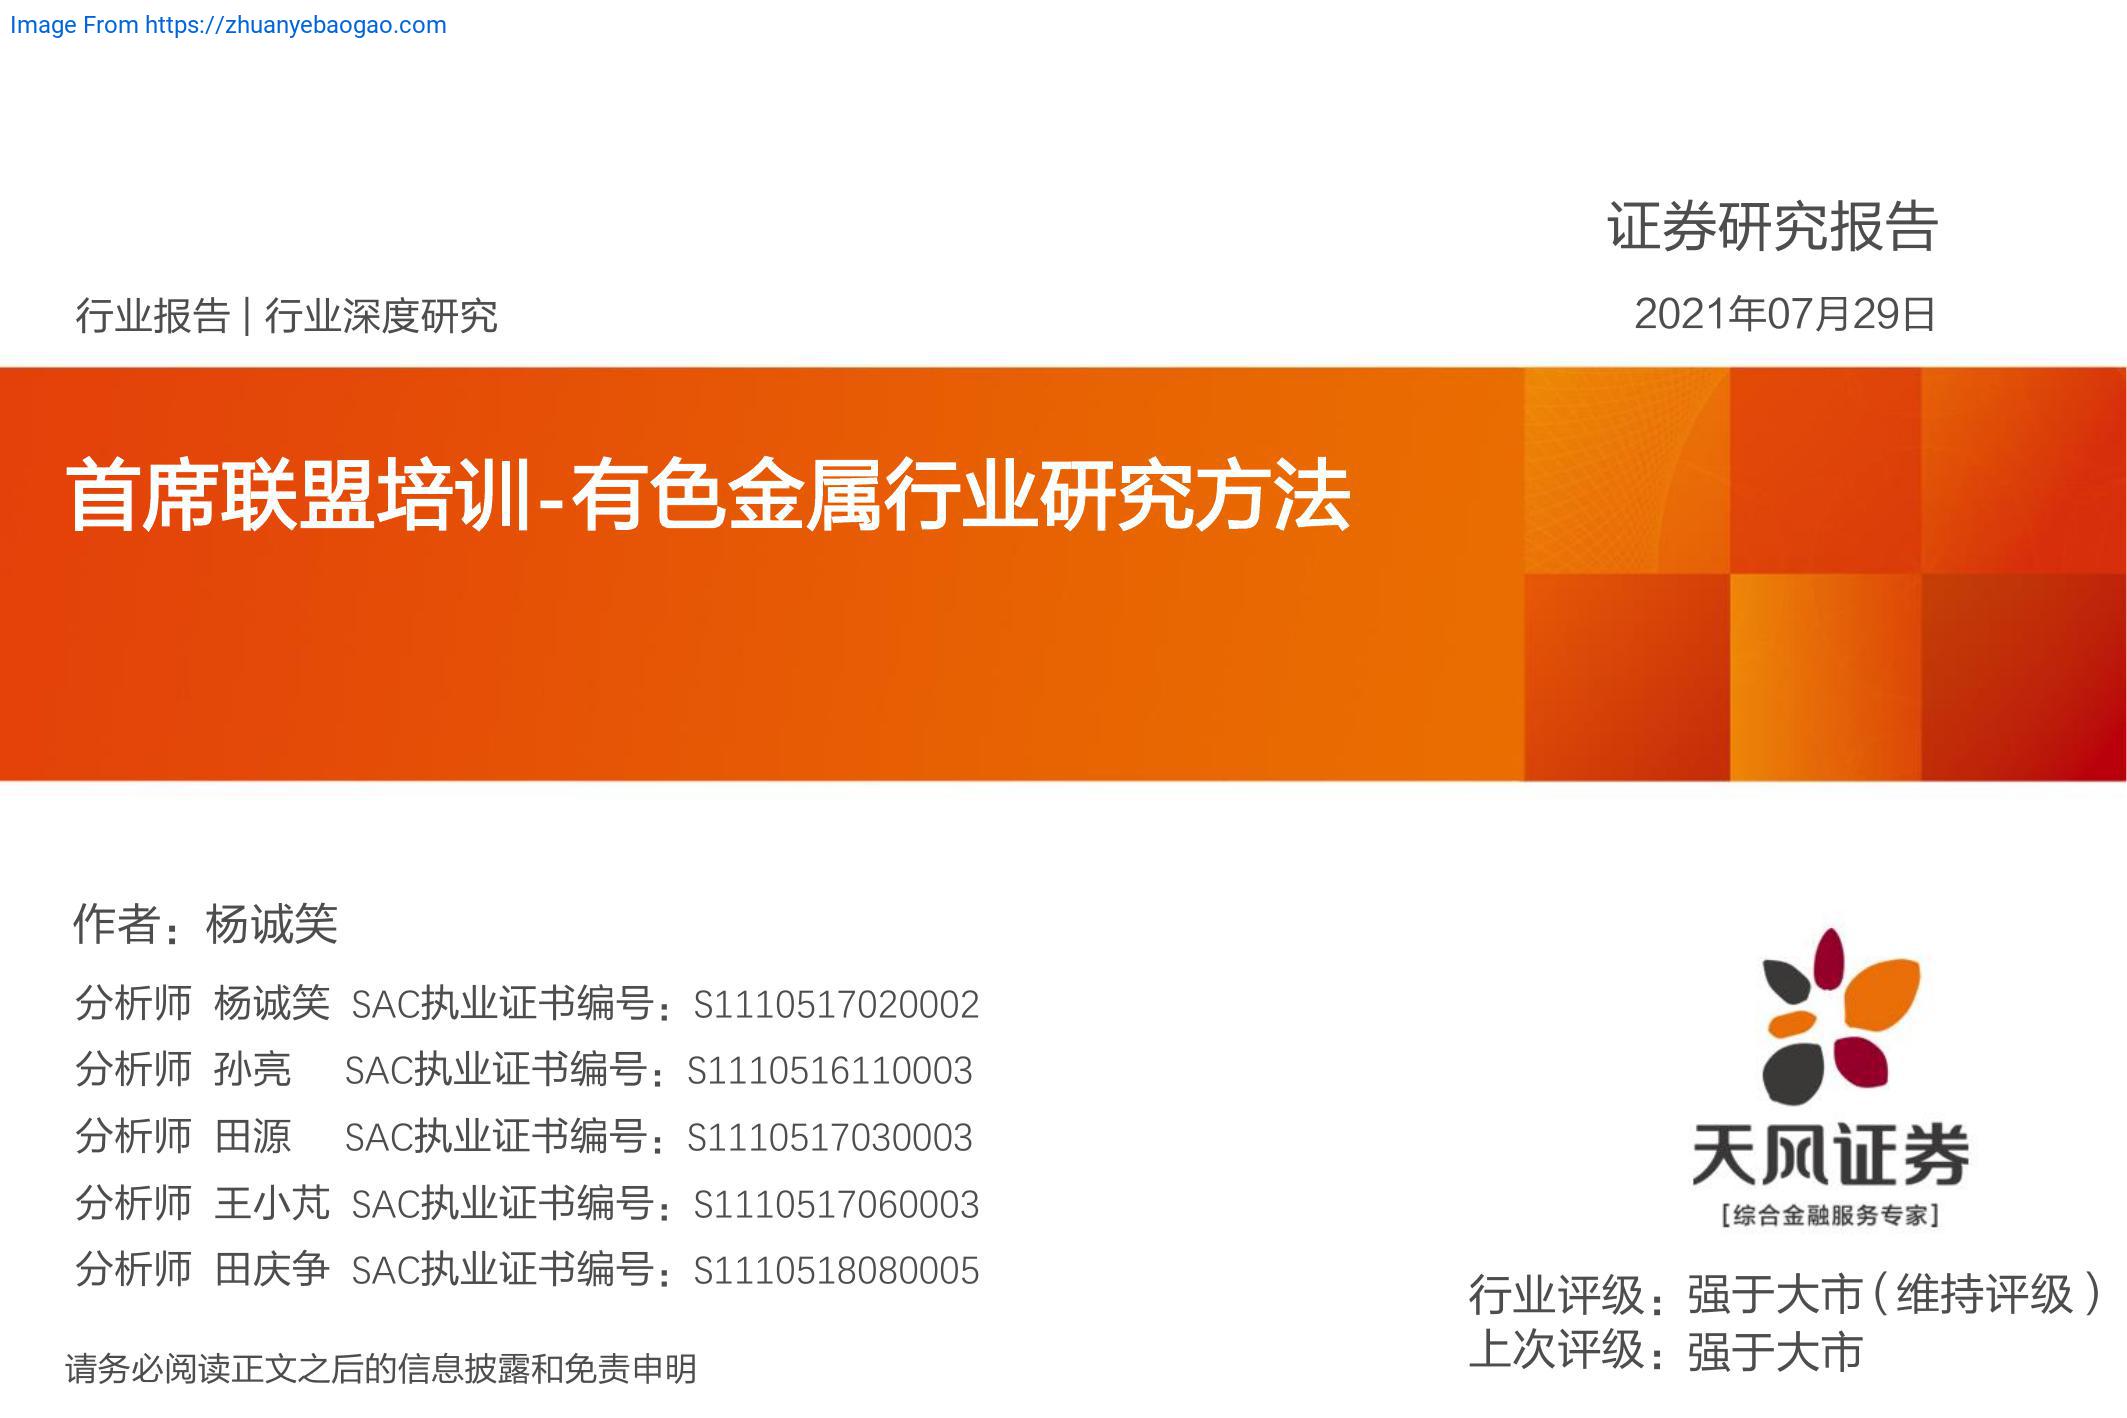 Image From https://zhuanyebaogao.com
证券研究报告
行业报告 | 行业深度研究
2021年07月29日
首席联盟培训-有色金属行业研究方法
作者：杨诚笑
分析师 杨诚笑 SAC执业证书编号：S1110517020002
分析师 孙亮 SAC执业证书编号：S1110516110003
分析师 田源 SAC执业证书编号：S1110517030003
分析师 王小芃 SAC执业证书编号：S1110517060003
分析师 田庆争 SAC执业证书编号：S1110518080005
天风证券
[综合金融服务专家]
行业评级：强于大市（维持评级）
上次评级：强于大市
请务必阅读正文之后的信息披露和免责申明